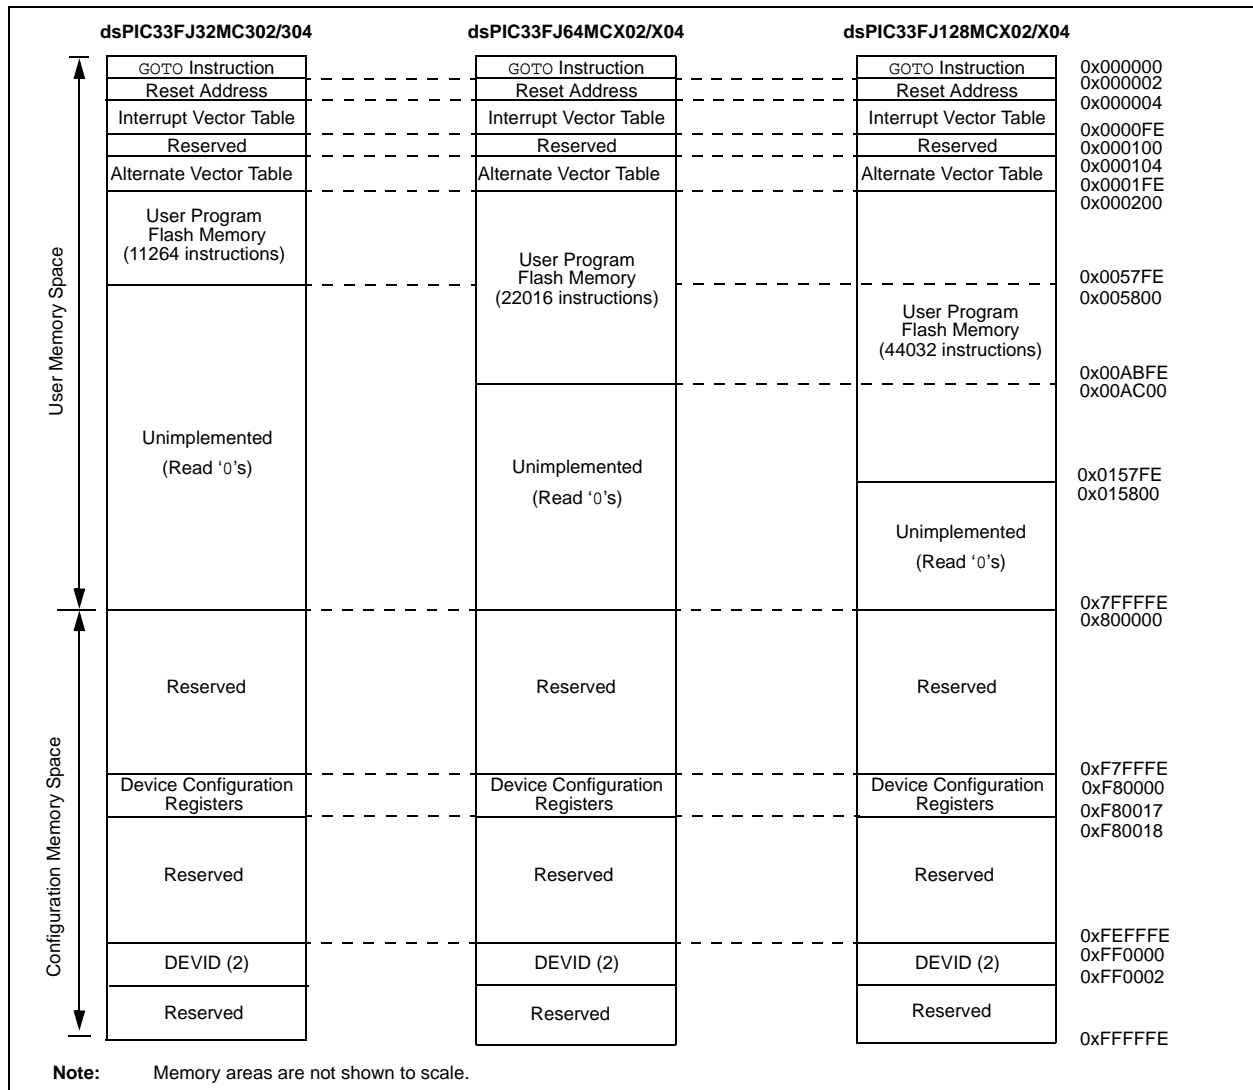 dsPIC33FJ32MC302/304 dsPIC33FJ64MCX02/X04 dsPIC33FJ128MCX02/X04
GOTO Instruction GOTO Instruction GOTO Instruction 0x000000
Reset Address Reset Address Reset Address 0x000002
0x000004
Interrupt Vector Table Interrupt Vector Table Interrupt Vector Table
0x0000FE
Reserved Reserved Reserved 0x000100
0x000104
Alternate Vector Table Alternate Vector Table Alternate Vector Table
0x0001FE
0x000200
User Program
Flash Memory
(11264 instructions)
User Program
Flash Memory
(22016 instructions)
0x0057FE
0x005800
User Program
Flash Memory
(44032 instructions)
0x00ABFE
0x00AC00
User Memory Space
Unimplemented
(Read ‘0’s)
Unimplemented
(Read ‘0’s)
0x0157FE
0x015800
Unimplemented
(Read ‘0’s)
0x7FFFFE
0x800000
Reserved Reserved Reserved
Configuration Memory Space
0xF7FFFE
Device Configuration Device Configuration Device Configuration 0xF80000
Registers Registers Registers
0xF80017
0xF80018
Reserved Reserved Reserved
0xFEFFFE
0xFF0000
DEVID (2) DEVID (2) DEVID (2)
0xFF0002
Reserved Reserved Reserved
0xFFFFFE
Note: Memory areas are not shown to scale.